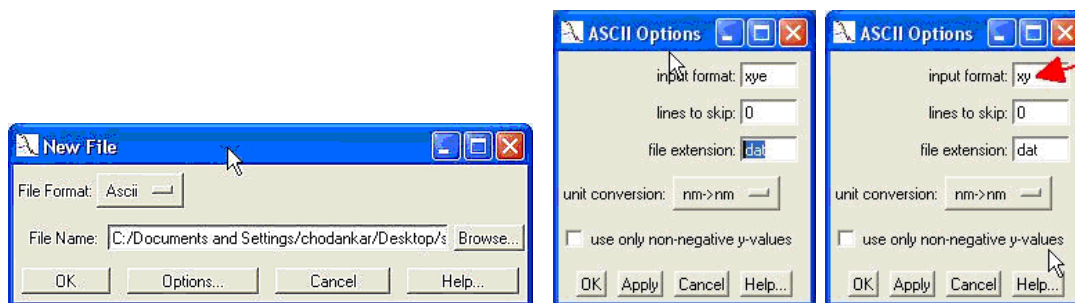 New File
File Format: Ascii
File Name: C:/Documents and Settings/chodankar/Desktop/s Browse...
OK Options... Cancel Help...
ASCII Options
input format: xye
lines to skip: 0
file extension: dat
unit conversion: nm->nm
use only non-negative y-values
OK Apply Cancel Help...
ASCII Options
input format: xy
lines to skip: 0
file extension: dat
unit conversion: nm->nm
use only non-negative y-values
OK Apply Cancel Help...